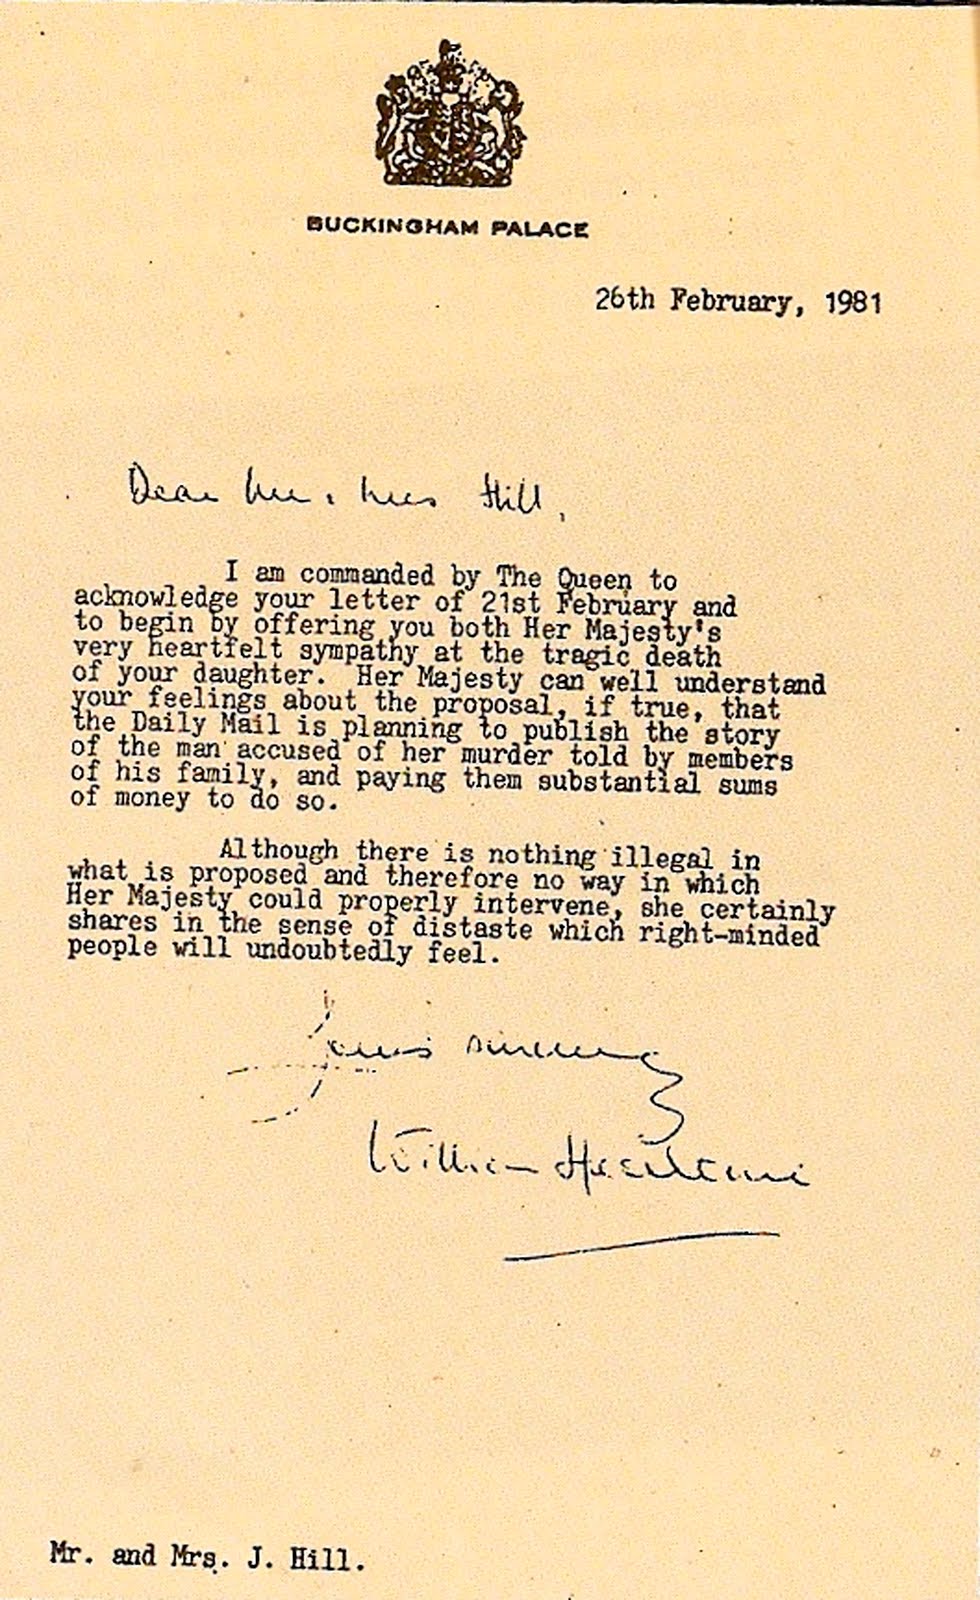 BUCKINGHAM PALACE
26th February, 1981
Dear Mr. & Mrs Hill,
I am commanded by The Queen to
acknowledge your letter of 21st February and
to begin by offering you both Her Majesty's
very heartfelt sympathy at the tragic death
of your daughter. Her Majesty can well understand
your feelings about the proposal, if true, that
the Daily Mail is planning to publish the story
of the man accused of her murder told by members
of his family, and paying them substantial sums
of money to do so.
Although there is nothing illegal in
what is proposed and therefore no way in which
Her Majesty could properly intervene, she certainly
shares in the sense of distaste which right-minded
people will undoubtedly feel.
Yours sincerely
William Heseltine
Mr. and Mrs. J. Hill.